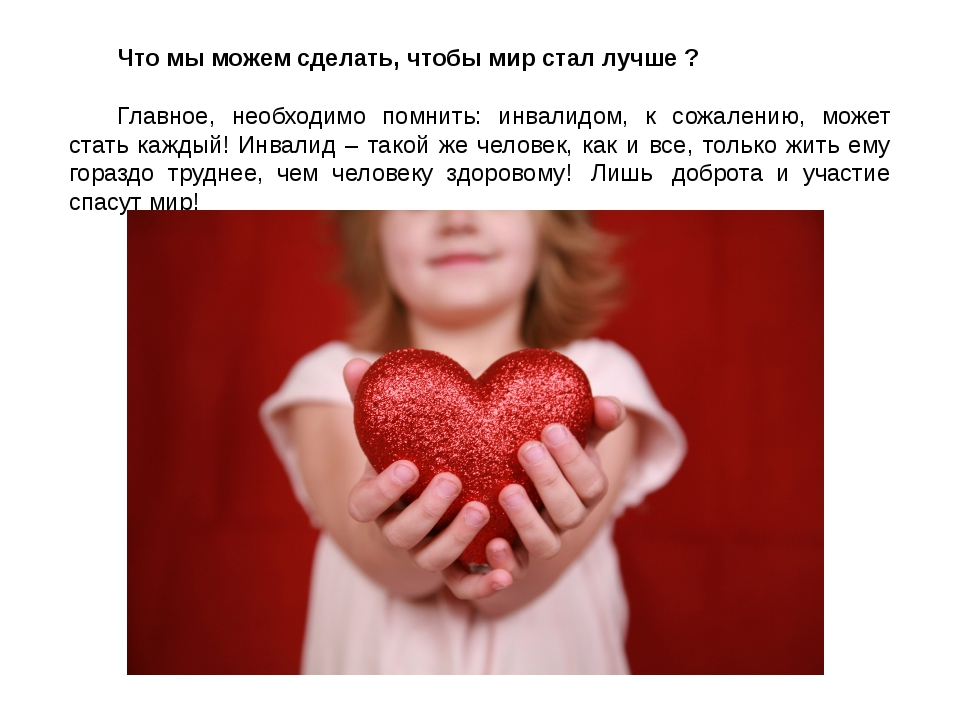 Что мы можем сделать, чтобы мир стал лучше ?
Главное, необходимо помнить: инвалидом, к сожалению, может
стать каждый! Инвалид – такой же человек, как и все, только жить ему
гораздо труднее, чем человеку здоровому! Лишь доброта и участие
спасут мир!